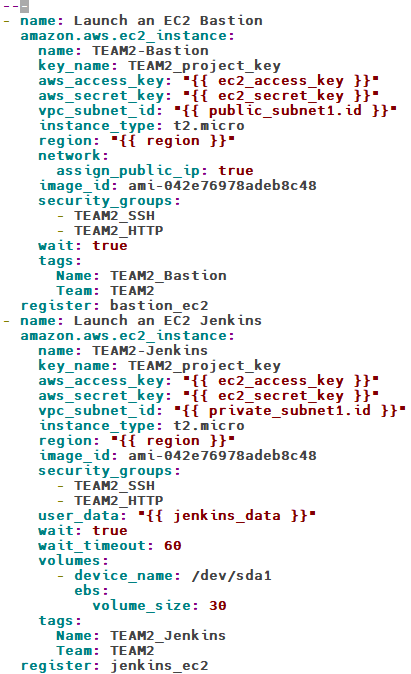 ---
- name: Launch an EC2 Bastion
  amazon.aws.ec2_instance:
    name: TEAM2-Bastion
    key_name: TEAM2_project_key
    aws_access_key: "{{ ec2_access_key }}"
    aws_secret_key: "{{ ec2_secret_key }}"
    vpc_subnet_id: "{{ public_subnet1.id }}"
    instance_type: t2.micro
    region: "{{ region }}"
    network:
      assign_public_ip: true
    image_id: ami-042e76978adeb8c48
    security_groups:
      - TEAM2_SSH
      - TEAM2_HTTP
    wait: true
    tags:
      Name: TEAM2_Bastion
      Team: TEAM2
  register: bastion_ec2
- name: Launch an EC2 Jenkins
  amazon.aws.ec2_instance:
    name: TEAM2-Jenkins
    key_name: TEAM2_project_key
    aws_access_key: "{{ ec2_access_key }}"
    aws_secret_key: "{{ ec2_secret_key }}"
    vpc_subnet_id: "{{ private_subnet1.id }}"
    instance_type: t2.micro
    region: "{{ region }}"
    image_id: ami-042e76978adeb8c48
    security_groups:
      - TEAM2_SSH
      - TEAM2_HTTP
    user_data: "{{ jenkins_data }}"
    wait: true
    wait_timeout: 60
    volumes:
      - device_name: /dev/sda1
        ebs:
          volume_size: 30
    tags:
      Name: TEAM2_Jenkins
      Team: TEAM2
  register: jenkins_ec2